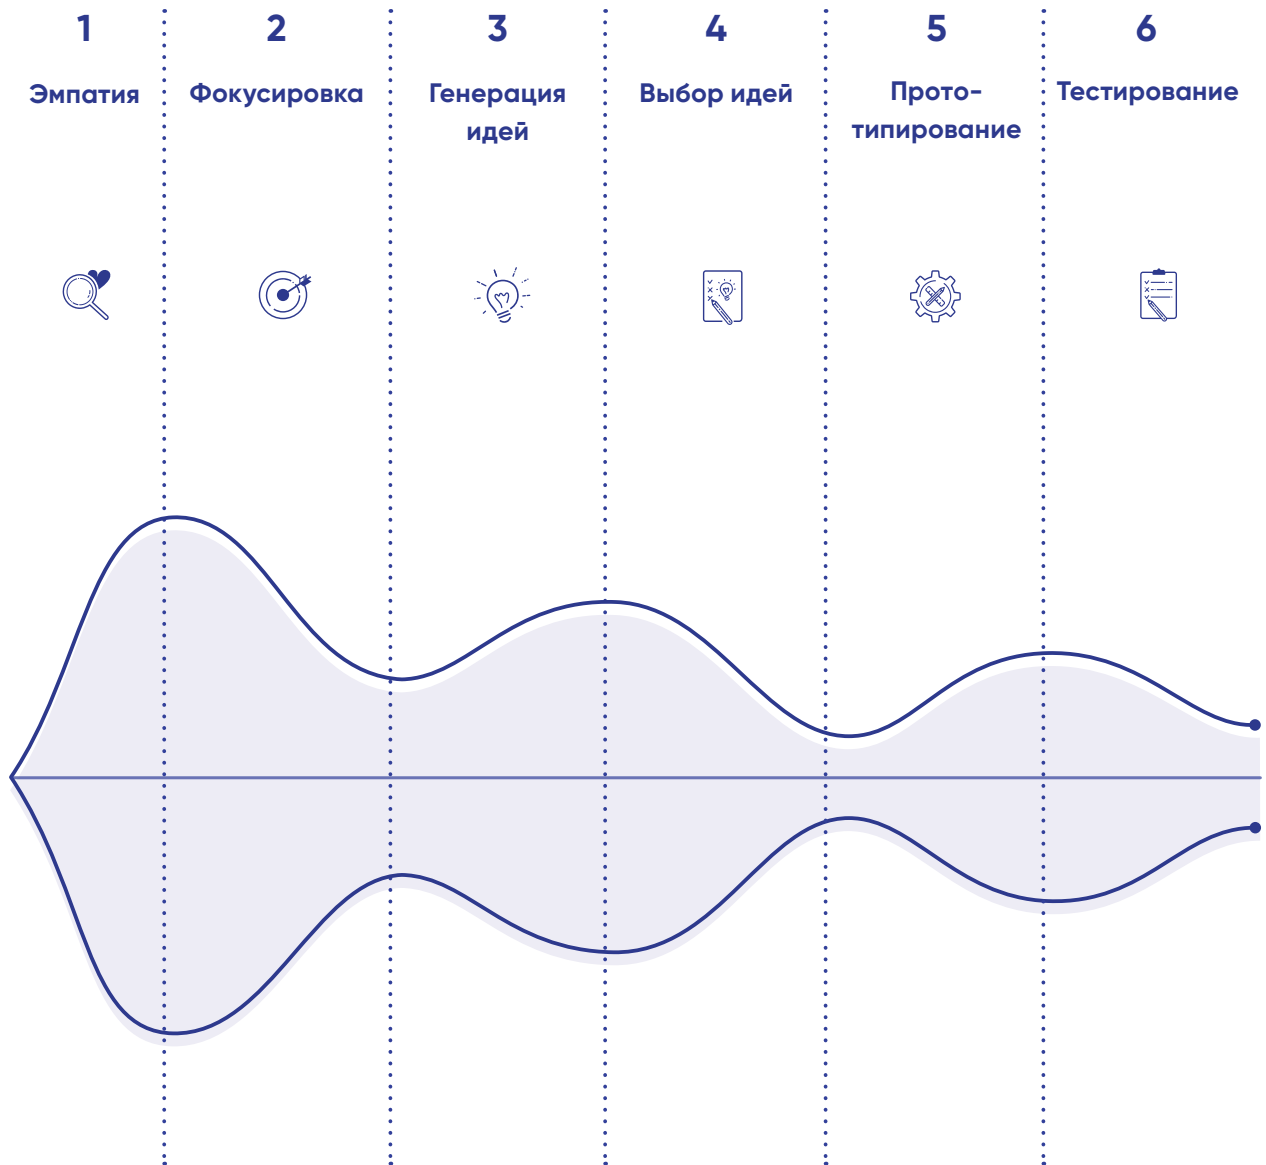 1
2
3
4
5
6
Эмпатия
Фокусировка
Генерация
идей
Выбор идей
Прото-
типирование
Тестирование